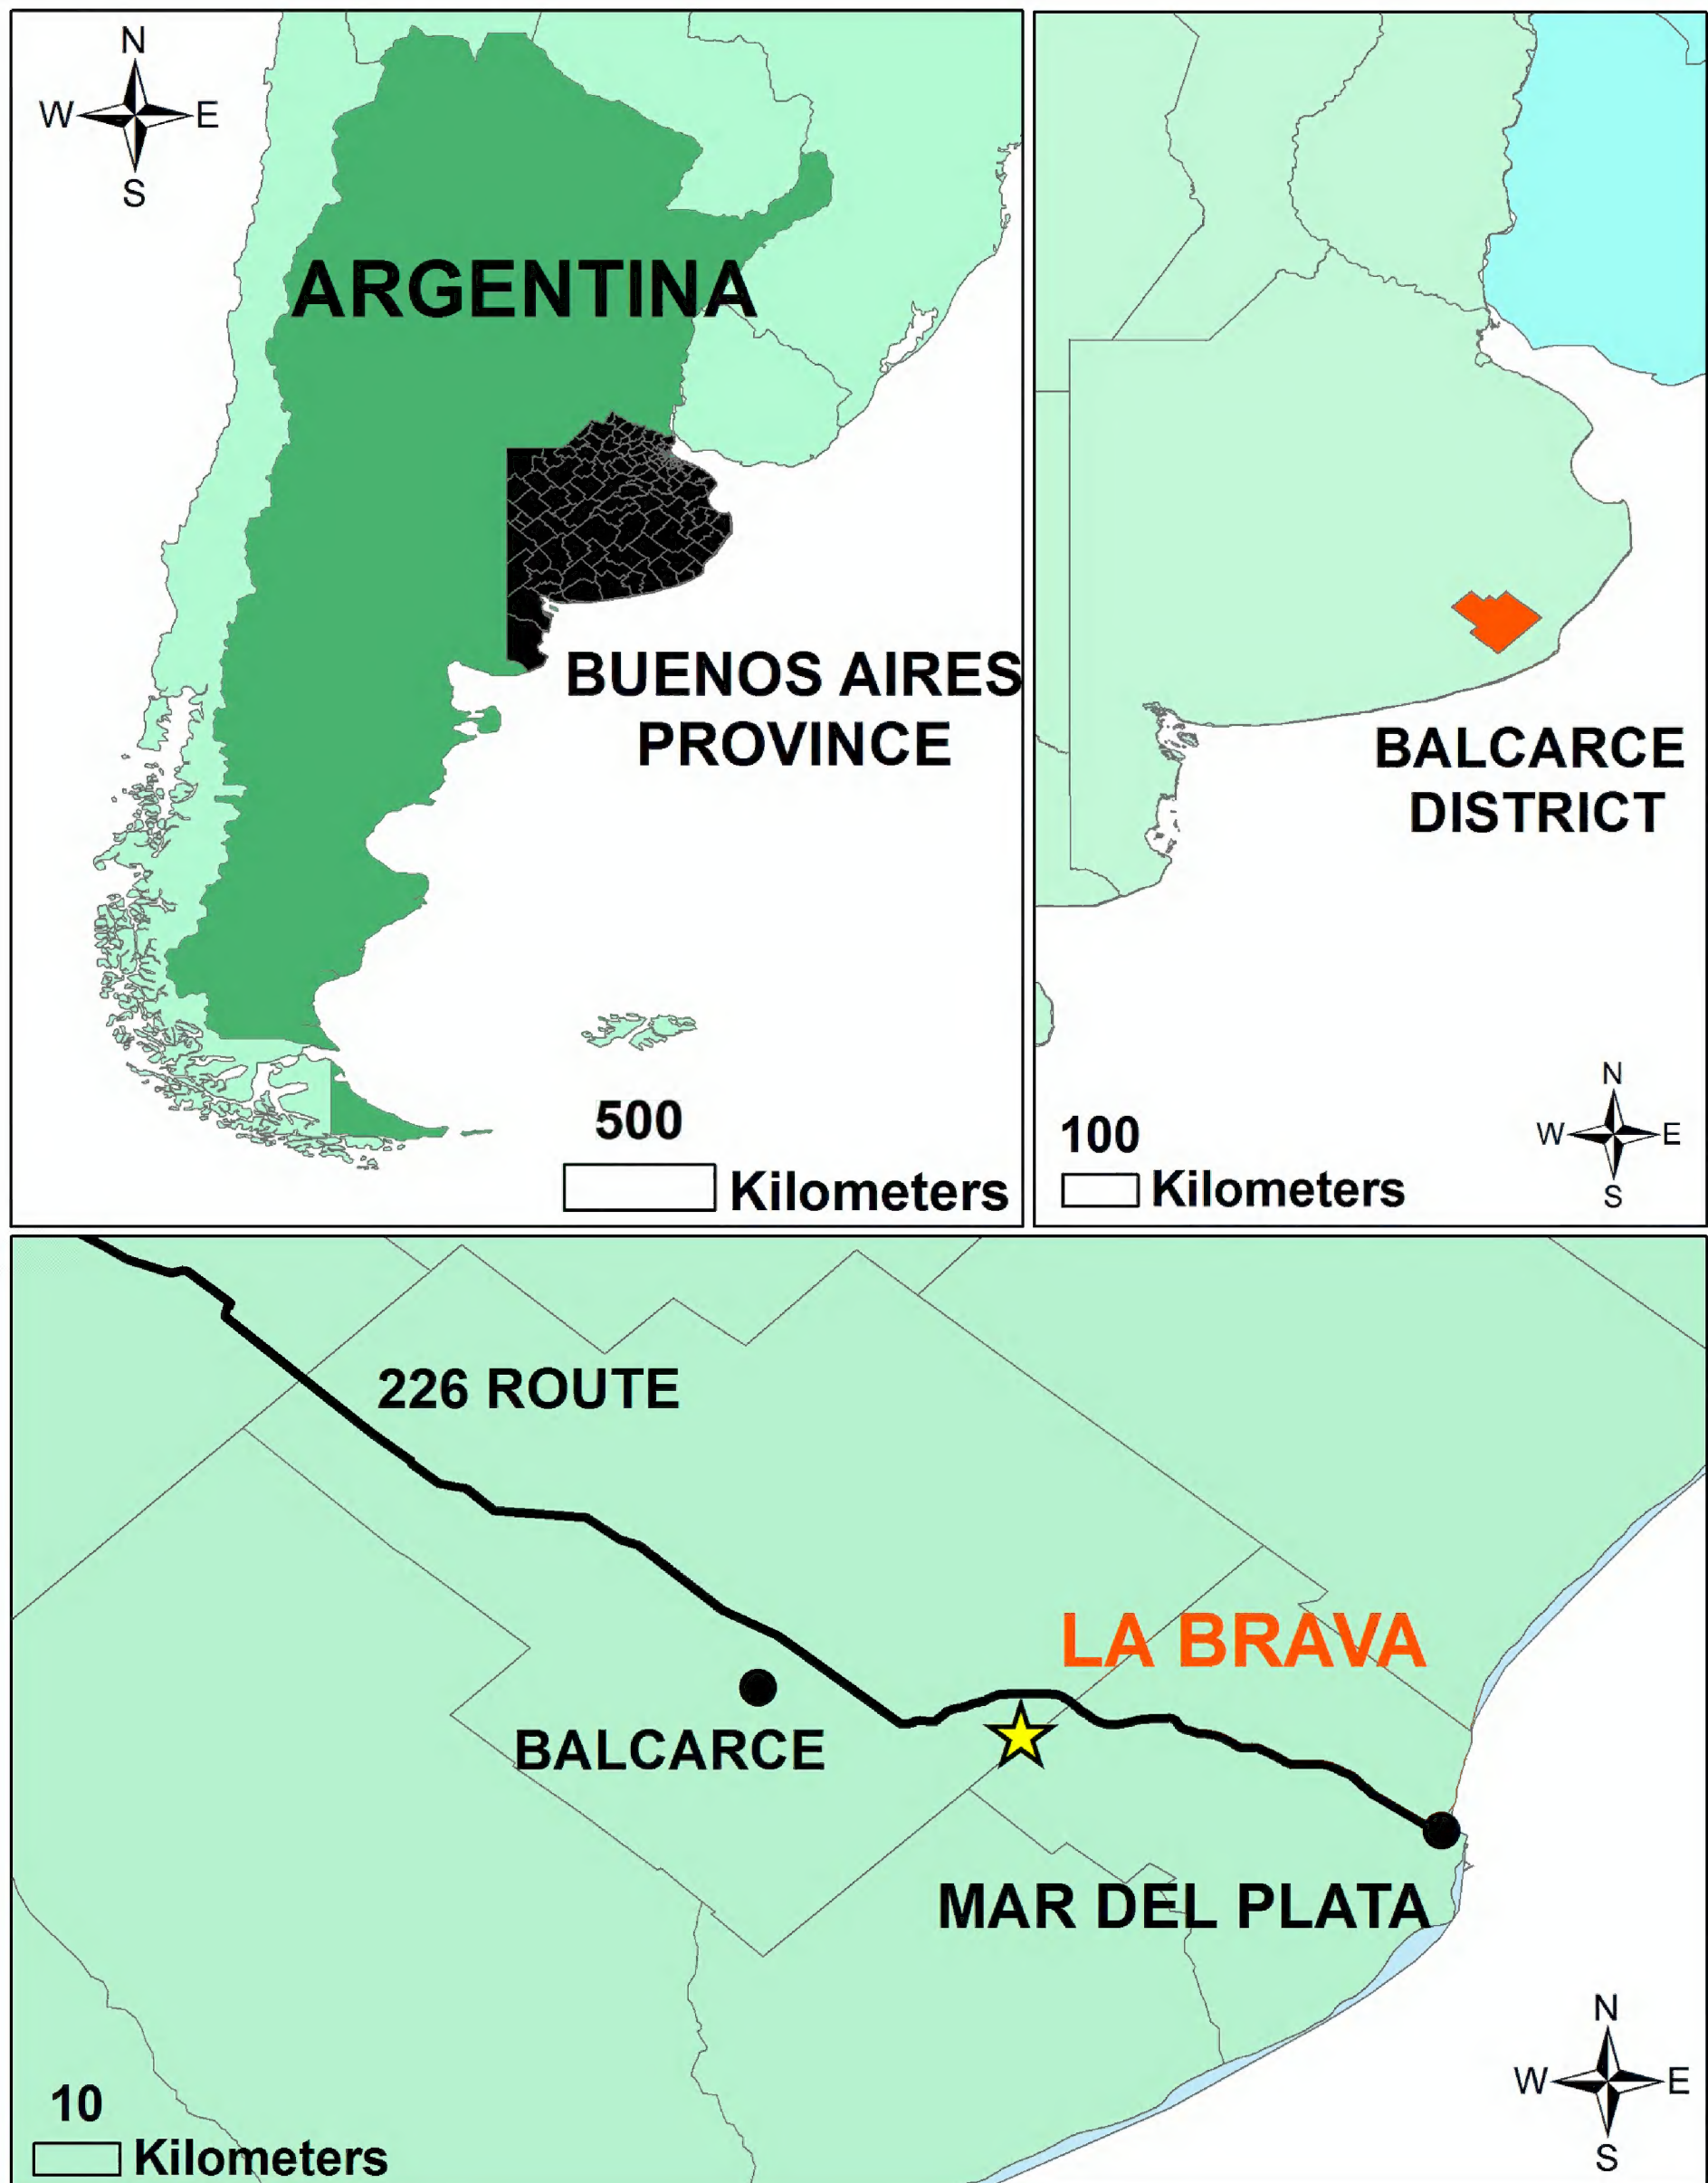 N
W E
S
ARGENTINA
BUENOS AIRES
PROVINCE
500
Kilometers
BALCARCE
DISTRICT
100
Kilometers
N
W E
S
226 ROUTE
LA BRAVA
BALCARCE
MAR DEL PLATA
10
Kilometers
N
W E
S